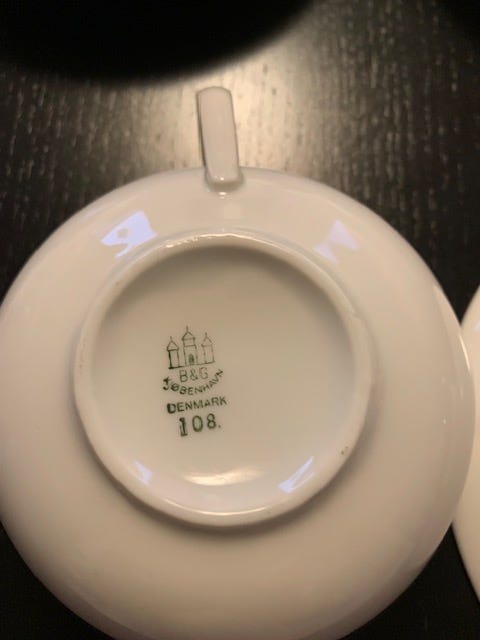 B&G
KJØBENHAVN
DENMARK
108.